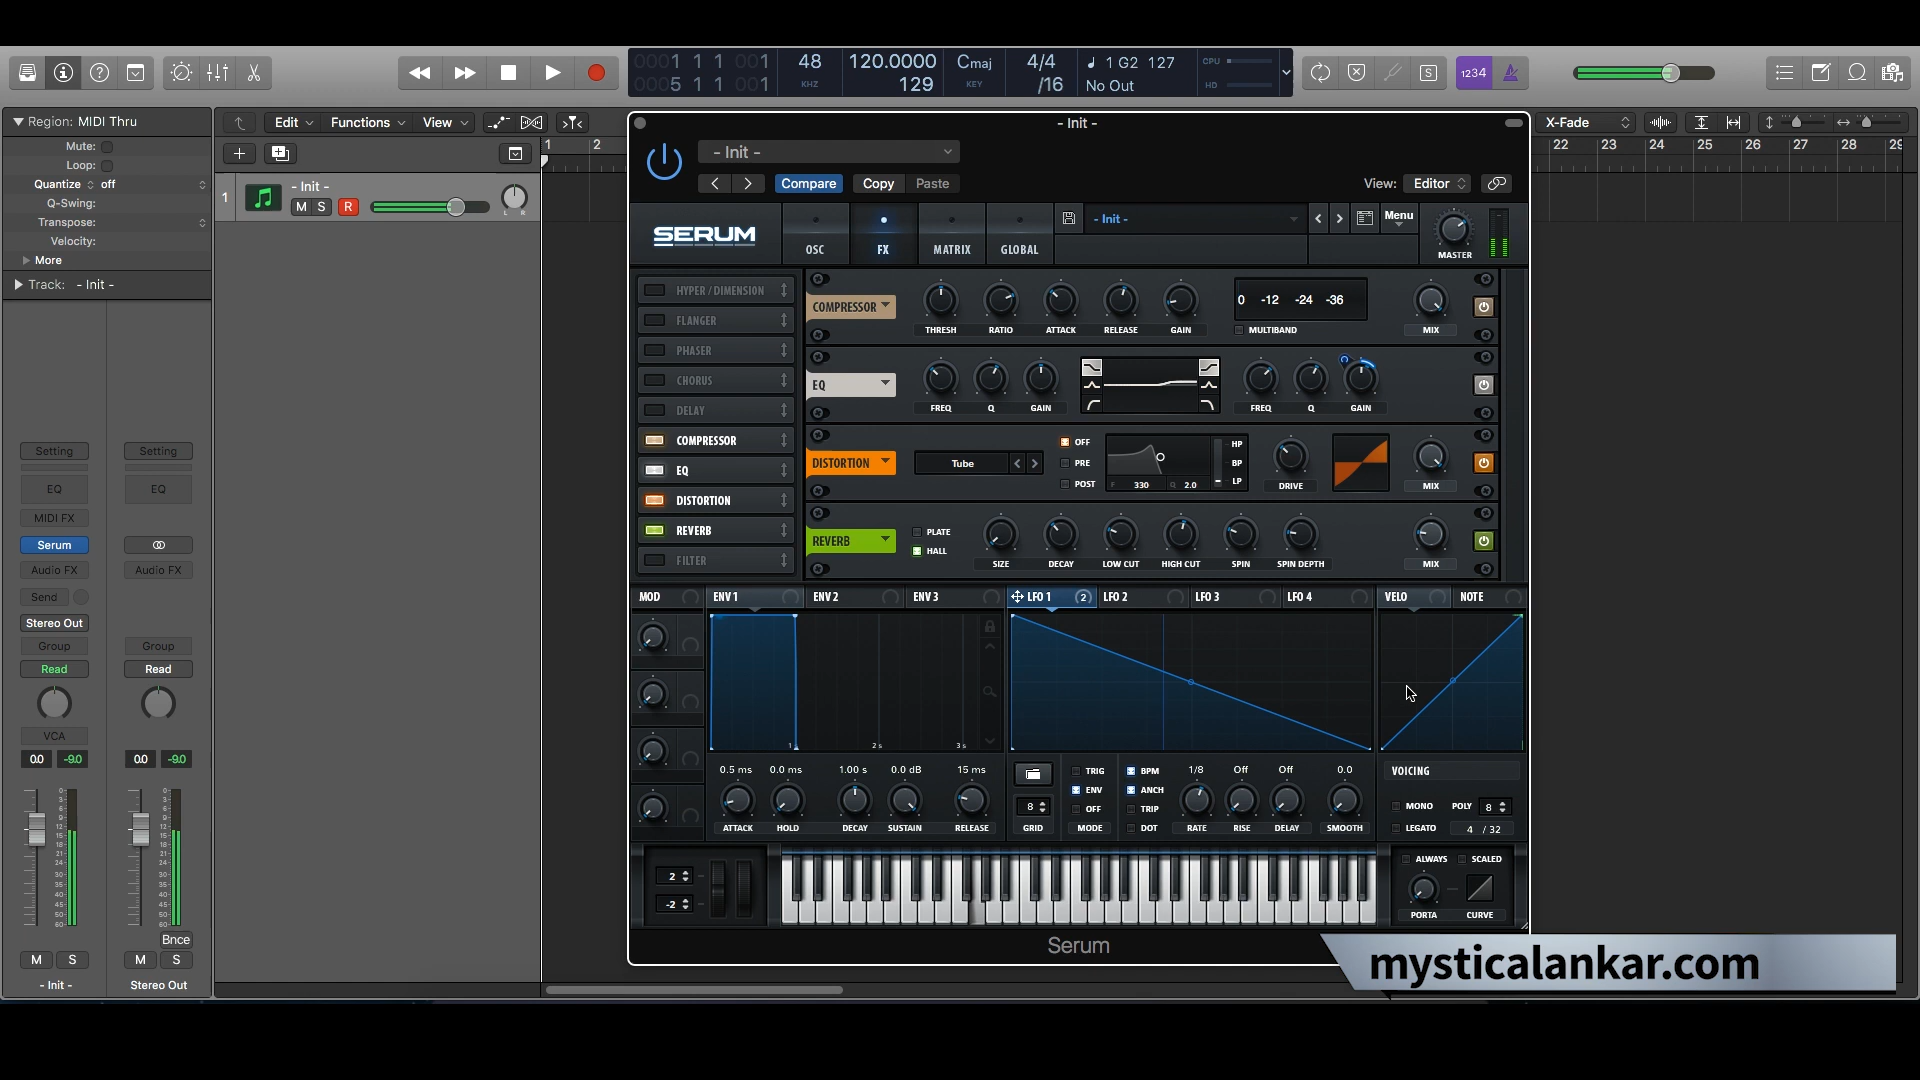 0001 1 1 001
0005 1 1 001
48
KHZ
120.0000
129
Cmaj
KEY
4/4
/16
1 G2 127
No Out
CPU
HD
S
1234
Region: MIDI Thru
Mute:
Loop:
Quantize off
Q-Swing:
Transpose:
Velocity:
More
Track: - Init -
Edit
Functions
View
1
- Init -
M S R
L R
1 2
- Init -
- Init -
Compare
Copy
Paste
View:
Editor
X-Fade
22 23 24 25 26 27 28 29
SERUM
OSC
FX
MATRIX
GLOBAL
- Init -
Menu
MASTER
HYPER / DIMENSION
FLANGER
PHASER
CHORUS
DELAY
COMPRESSOR
EQ
DISTORTION
REVERB
FILTER
COMPRESSOR
THRESH
RATIO
ATTACK
RELEASE
GAIN
0 -12 -24 -36
MULTIBAND
MIX
EQ
FREQ
Q
GAIN
FREQ
Q
GAIN
DISTORTION
Tube
OFF
PRE
POST
F 330 Q 2.0
HP
BP
LP
DRIVE
MIX
REVERB
PLATE
HALL
SIZE
DECAY
LOW CUT
HIGH CUT
SPIN
SPIN DEPTH
MIX
MOD
ENV 1
ENV 2
ENV 3
LFO 1
2
LFO 2
LFO 3
LFO 4
VELO
NOTE
1
2 s
3 s
0.5 ms
0.0 ms
1.00 s
0.0 dB
15 ms
ATTACK
HOLD
DECAY
SUSTAIN
RELEASE
8
GRID
TRIG
ENV
OFF
MODE
BPM
ANCH
TRIP
DOT
1/8
Off
Off
0.0
RATE
RISE
DELAY
SMOOTH
VOICING
MONO
POLY 8
LEGATO
4 / 32
2
-2
ALWAYS
SCALED
PORTA
CURVE
Serum
Setting
Setting
EQ
EQ
MIDI FX
Serum
Audio FX
Audio FX
Send
Stereo Out
Group
Group
Read
Read
VCA
0.0 -9.0
0.0 -9.0
Bnce
M S
M S
- Init -
Stereo Out
mysticalankar.com